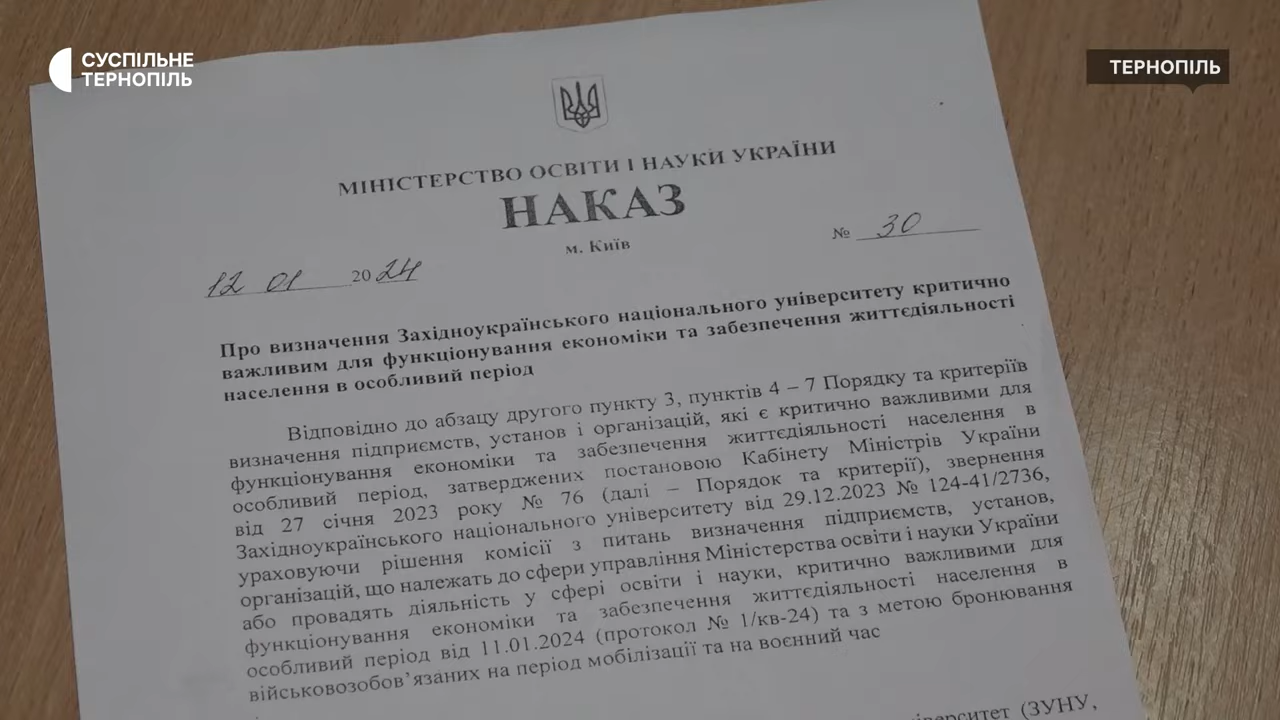 СУСПІЛЬНЕ
ТЕРНОПІЛЬ
ТЕРНОПІЛЬ
МІНІСТЕРСТВО ОСВІТИ І НАУКИ УКРАЇНИ
НАКАЗ
м. Київ
12 01 2024
№ 30
Про визначення Західноукраїнського національного університету критично
важливим для функціонування економіки та забезпечення життєдіяльності
населення в особливий період
Відповідно до абзацу другого пункту 3, пунктів 4 – 7 Порядку та критеріїв
визначення підприємств, установ і організацій, які є критично важливими для
функціонування економіки та забезпечення життєдіяльності населення в
особливий період, затверджених постановою Кабінету Міністрів України
від 27 січня 2023 року № 76 (далі – Порядок та критерії), звернення
Західноукраїнського національного університету від 29.12.2023 № 124-41/2736,
ураховуючи рішення комісії з питань визначення підприємств, установ,
організацій, що належать до сфери управління Міністерства освіти і науки України
або провадять діяльність у сфері освіти і науки, критично важливими для
функціонування економіки та забезпечення життєдіяльності населення в
особливий період від 11.01.2024 (протокол № 1/кв-24) та з метою бронювання
військовозобов’язаних на період мобілізації та на воєнний час
(ЗУНУ,